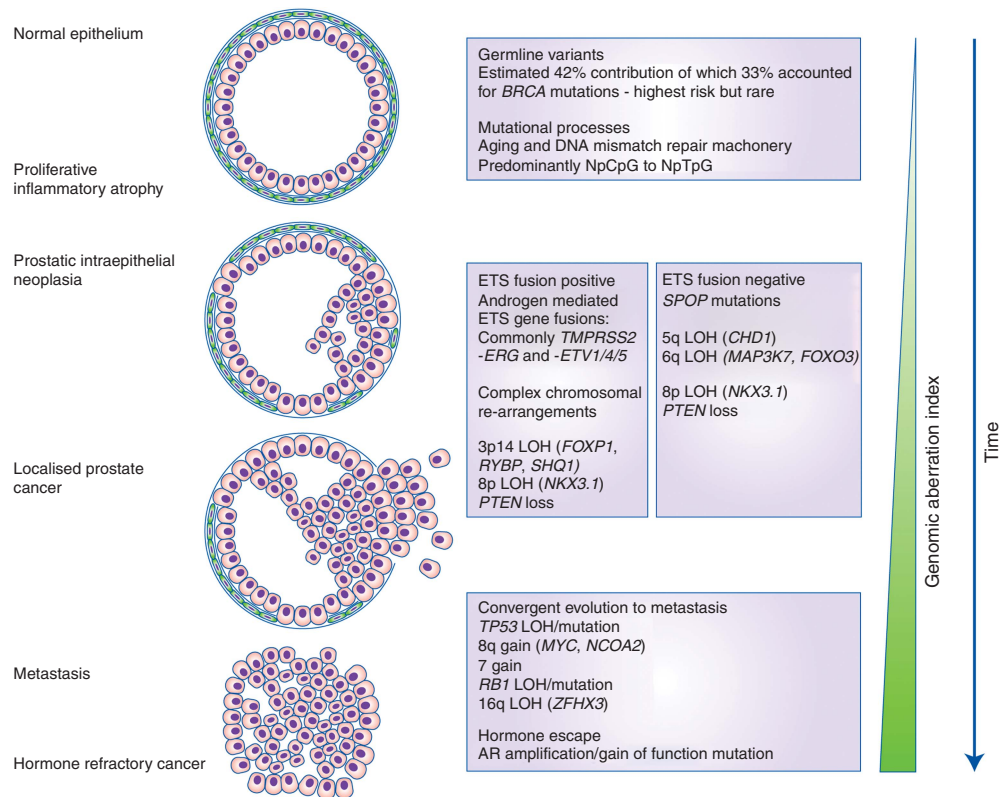 Normal epithelium
Proliferative
inflammatory atrophy
Prostatic intraepithelial
neoplasia
Localised prostate
cancer
Metastasis
Hormone refractory cancer
Germline variants
Estimated 42% contribution of which 33% accounted
for BRCA mutations - highest risk but rare
Mutational processes
Aging and DNA mismatch repair machonery
Predominantly NpCpG to NpTpG
ETS fusion positive
Androgen mediated
ETS gene fusions:
Commonly TMPRSS2
-ERG and -ETV1/4/5
Complex chromosomal
re-arrangements
3p14 LOH (FOXP1,
RYBP, SHQ1)
8p LOH (NKX3.1)
PTEN loss
ETS fusion negative
SPOP mutations
5q LOH (CHD1)
6q LOH (MAP3K7, FOXO3)
8p LOH (NKX3.1)
PTEN loss
Convergent evolution to metastasis
TP53 LOH/mutation
8q gain (MYC, NCOA2)
7 gain
RB1 LOH/mutation
16q LOH (ZFHX3)
Hormone escape
AR amplification/gain of function mutation
Genomic aberration index
Time